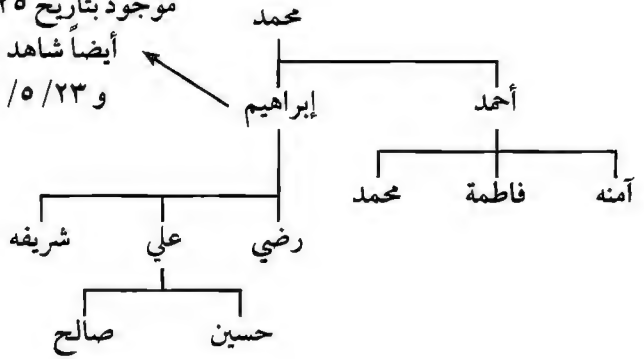 موجود بتاريخ ٢٥
محمد
أيضاً شاهد
و ٢٣/ ٥/
إبراهيم
أحمد
آمنه
فاطمة
محمد
رضي
علي
شريفه
حسين
صالح